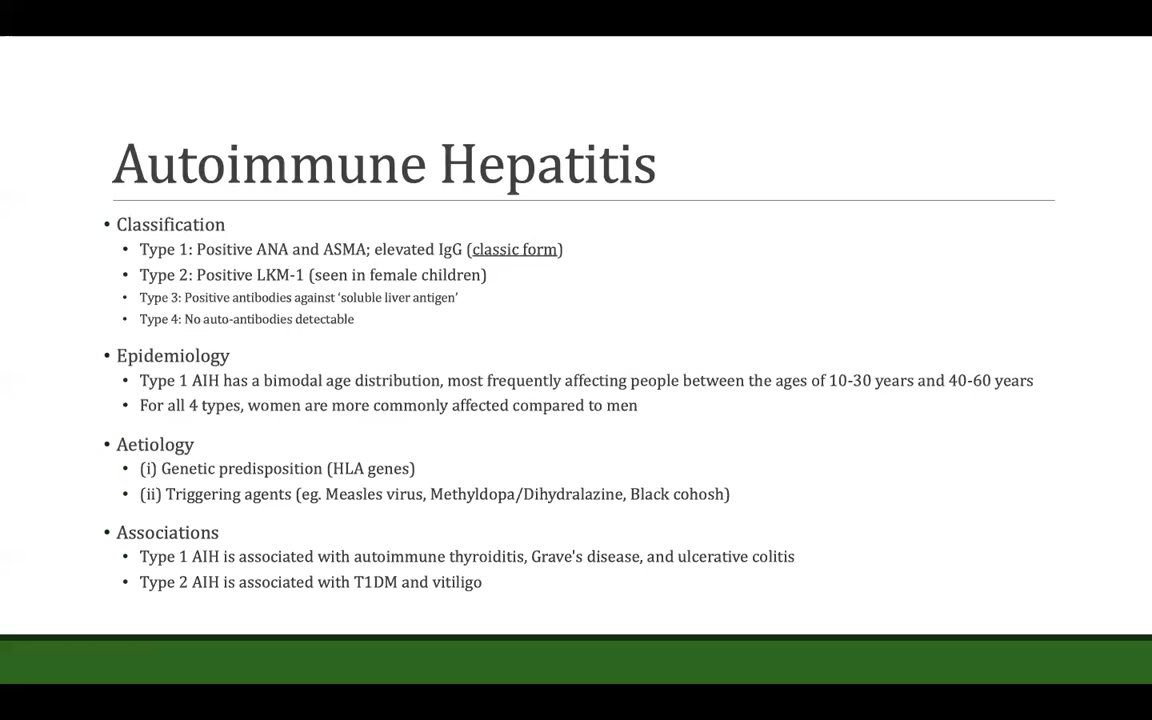 Autoimmune Hepatitis
• Classification
• Type 1: Positive ANA and ASMA; elevated IgG (classic form)
• Type 2: Positive LKM-1 (seen in female children)
• Type 3: Positive antibodies against ‘soluble liver antigen’
• Type 4: No auto-antibodies detectable
• Epidemiology
• Type 1 AIH has a bimodal age distribution, most frequently affecting people between the ages of 10-30 years and 40-60 years
• For all 4 types, women are more commonly affected compared to men
• Aetiology
• (i) Genetic predisposition (HLA genes)
• (ii) Triggering agents (eg. Measles virus, Methyldopa/Dihydralazine, Black cohosh)
• Associations
• Type 1 AIH is associated with autoimmune thyroiditis, Grave's disease, and ulcerative colitis
• Type 2 AIH is associated with T1DM and vitiligo